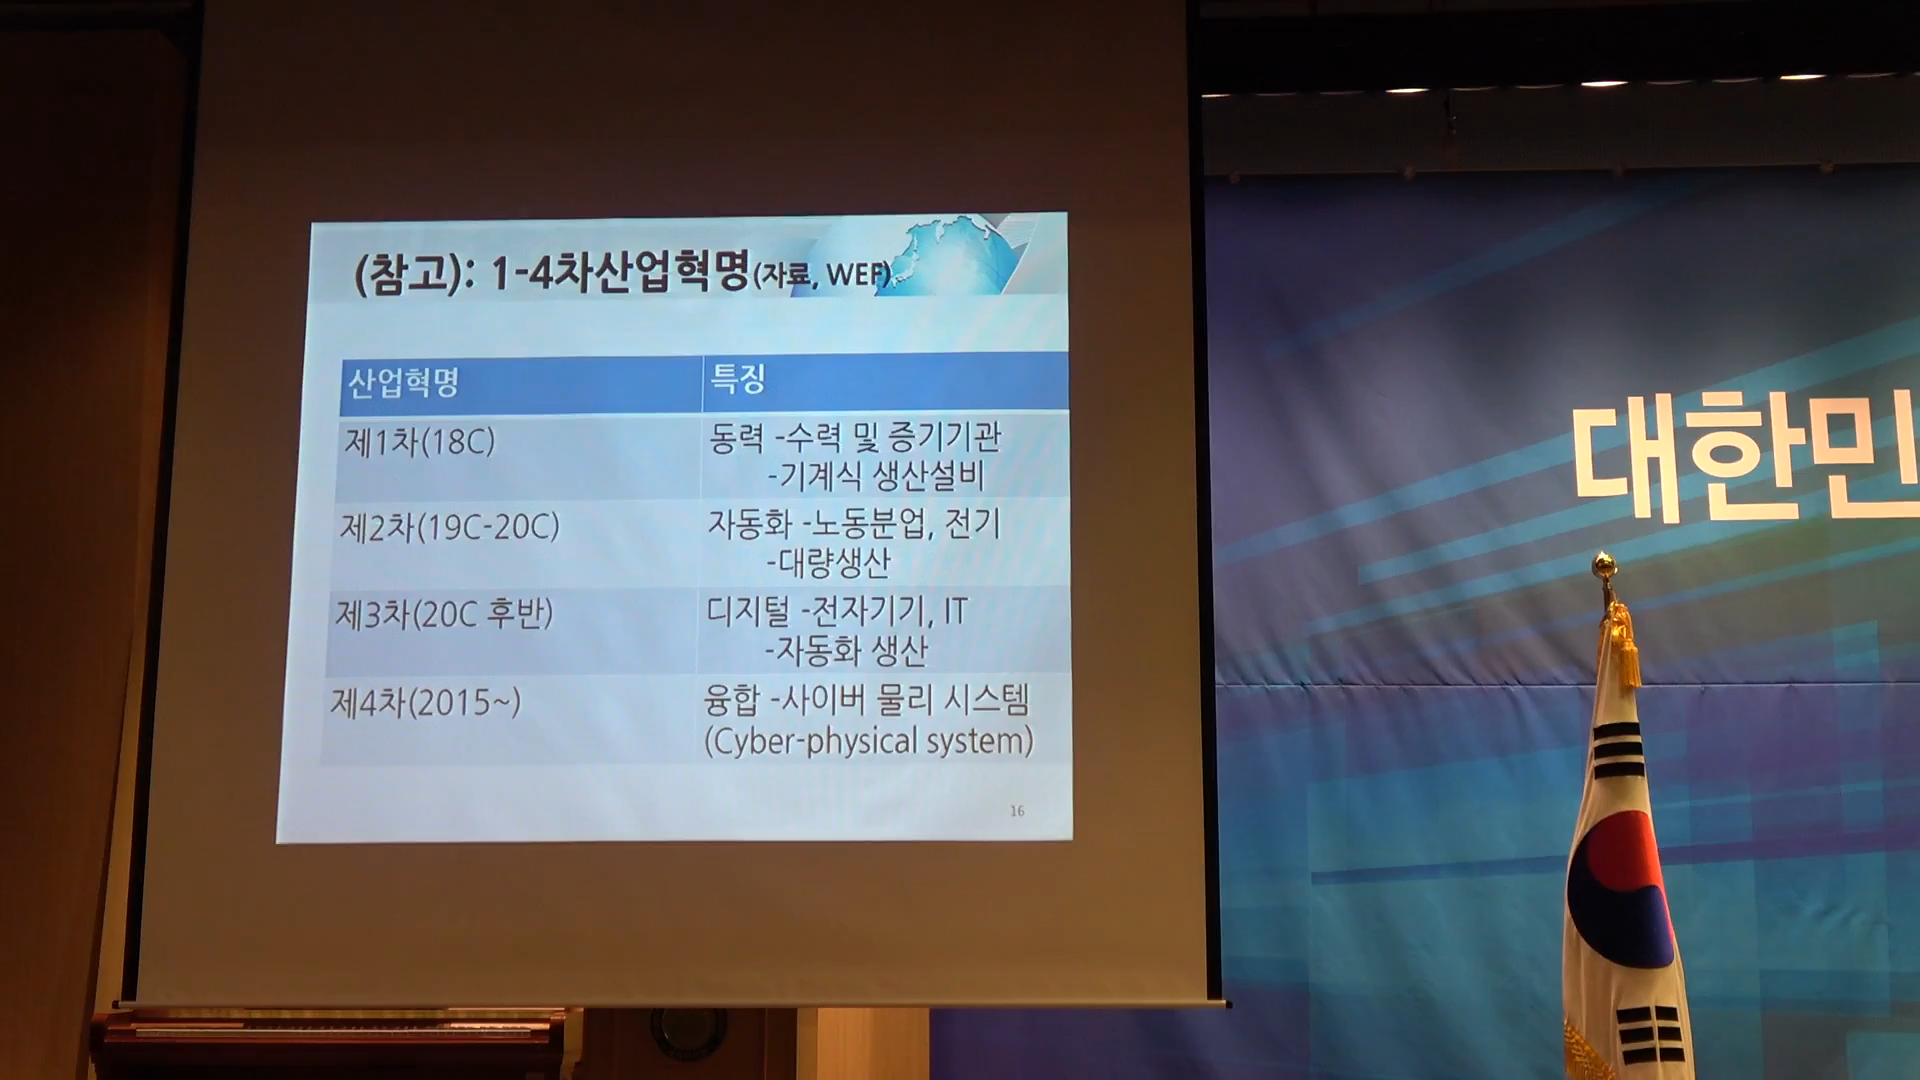 (참고): 1-4차산업혁명(자료, WEF)
산업혁명 특징
제1차(18C) 동력 -수력 및 증기기관
-기계식 생산설비
제2차(19C-20C) 자동화 -노동분업, 전기
-대량생산
제3차(20C 후반) 디지털 -전자기기, IT
-자동화 생산
제4차(2015~) 융합 -사이버 물리 시스템
(Cyber-physical system)
16
대한민